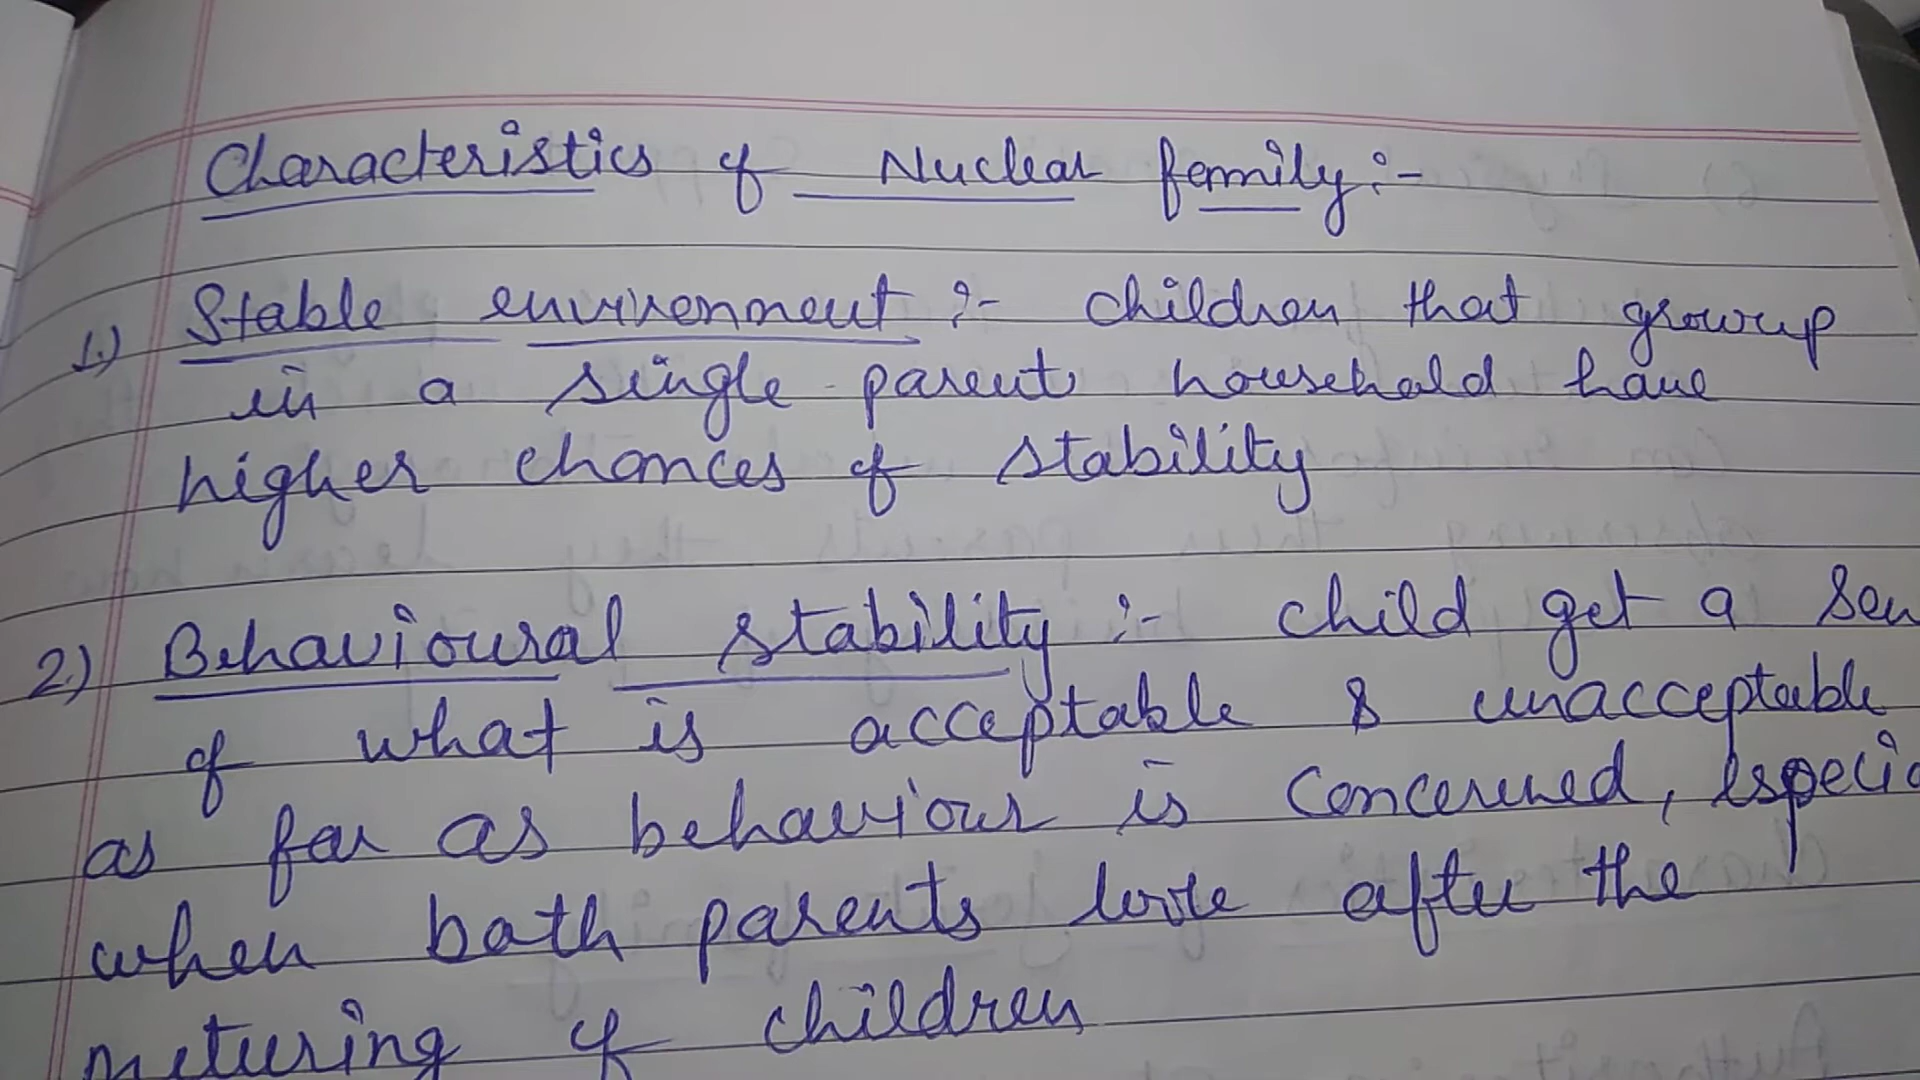 Characteristics of Nuclear family :-
1.) Stable environment :- children that growup
in a single parent household have
higher chances of stability
2.) Behavioural stability :- child get a
of what is acceptable & unacceptable
as far as behaviour is concerned,
when both parents look after the
of children